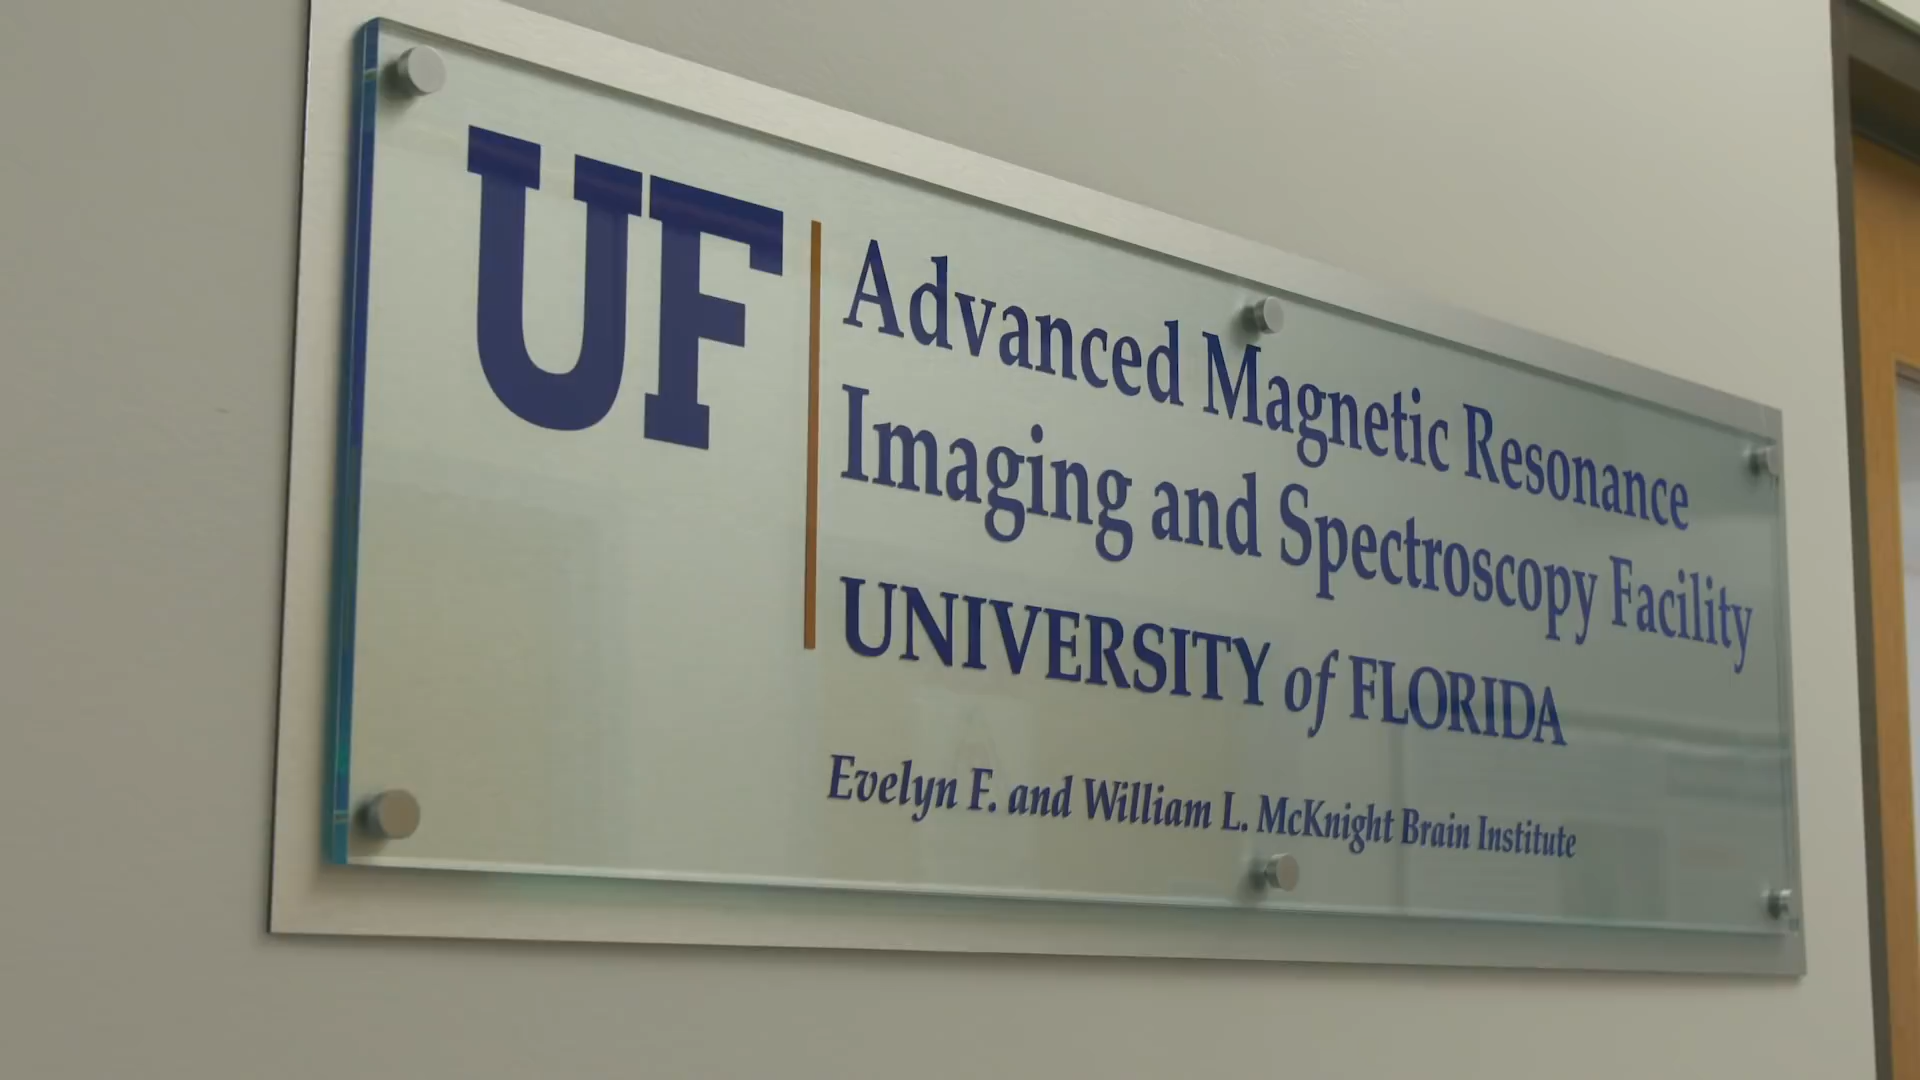 UF
Advanced Magnetic Resonance
Imaging and Spectroscopy Facility
UNIVERSITY of FLORIDA
Evelyn F. and William L. McKnight Brain Institute